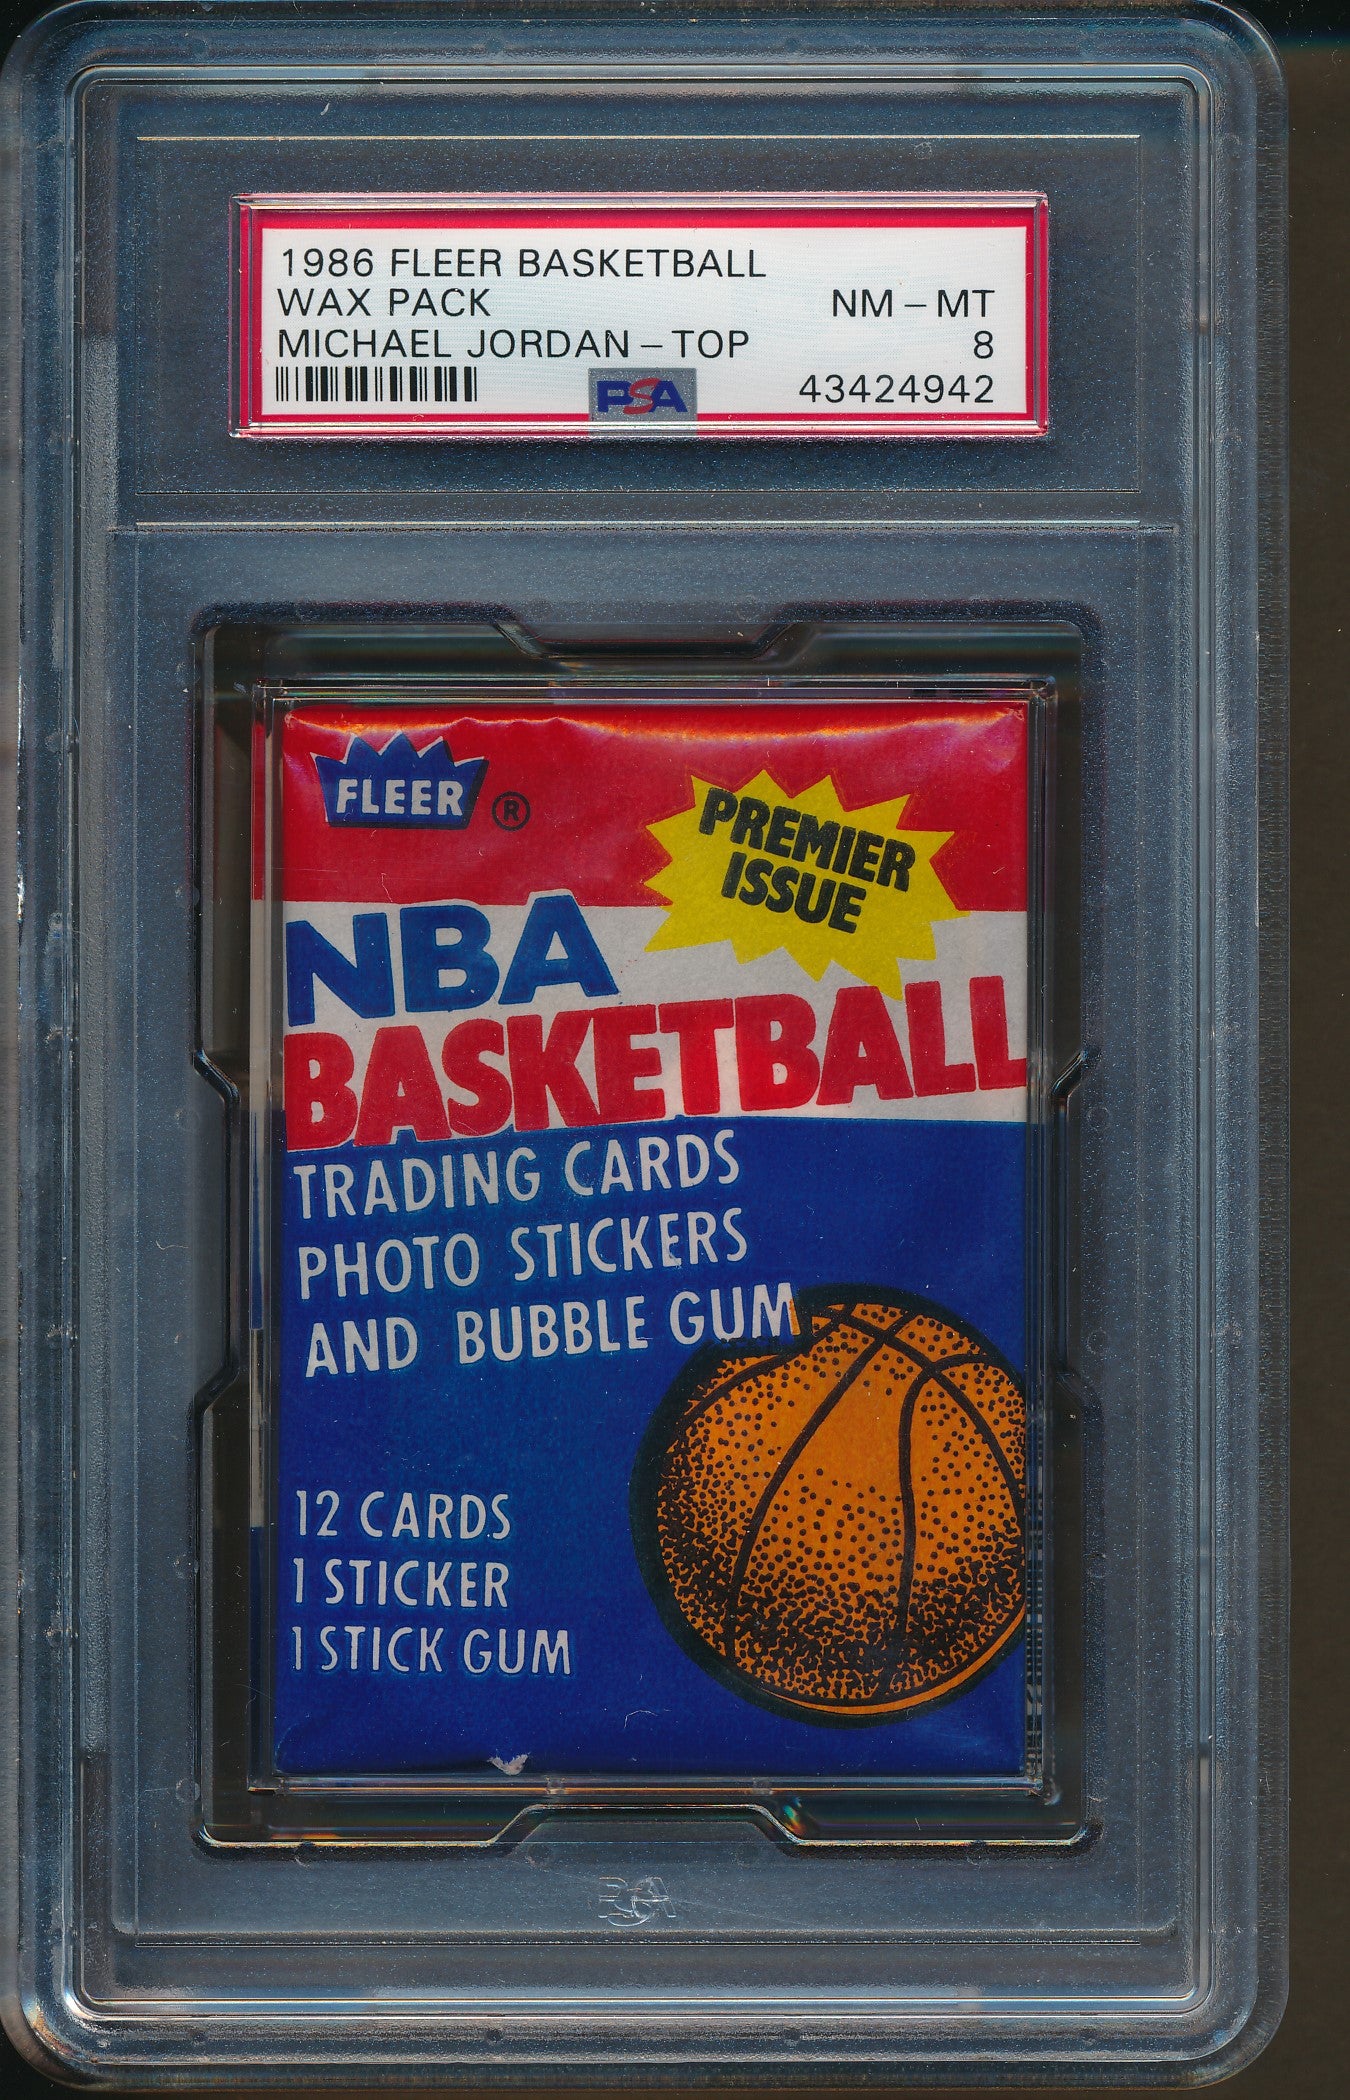 1986 FLEER BASKETBALL
WAX PACK NM – MT
MICHAEL JORDAN – TOP 8
PSA 43424942
FLEER ®
PREMIER
ISSUE
NBA
BASKETBALL
TRADING CARDS
PHOTO STICKERS
AND BUBBLE GUM
12 CARDS
1 STICKER
1 STICK GUM
PSA